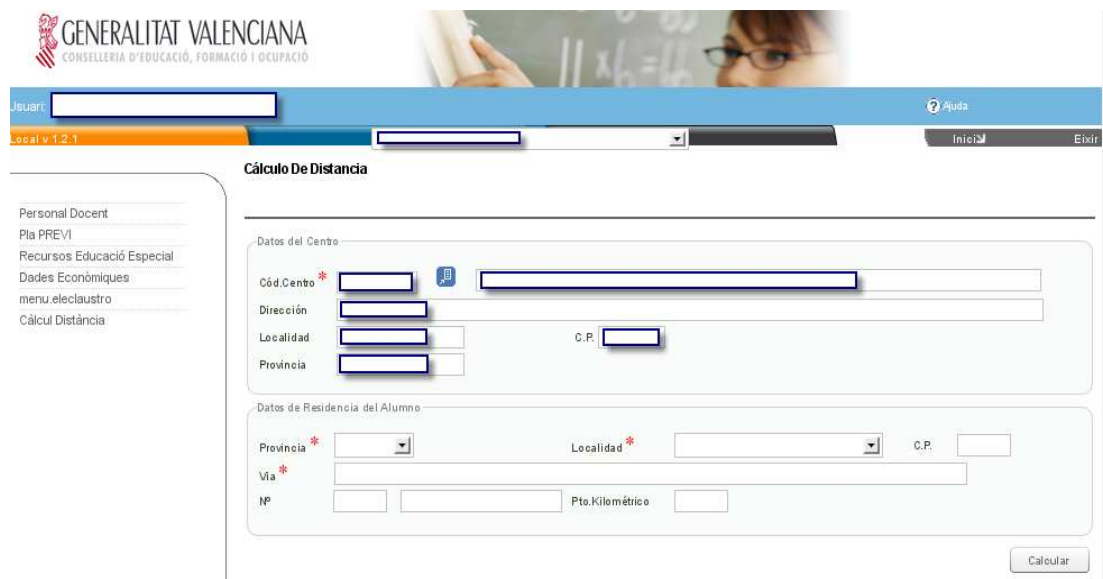 GENERALITAT VALENCIANA
CONSELLERIA D'EDUCACIÓ, FORMACIÓ I OCUPACIÓ
Usuari:
Ajuda
Local v 1.2.1
Inici
Eixir
Cálculo De Distancia
Personal Docent
Pla PREVI
Recursos Educació Especial
Dades Econòmiques
menu.eleclaustro
Càlcul Distància
Datos del Centro
Cód.Centro *
Dirección
Localidad
C.P.
Provincia
Datos de Residencia del Alumno
Provincia * Localidad * C.P.
Via *
Nº Pto.Kilométrico
Calcular